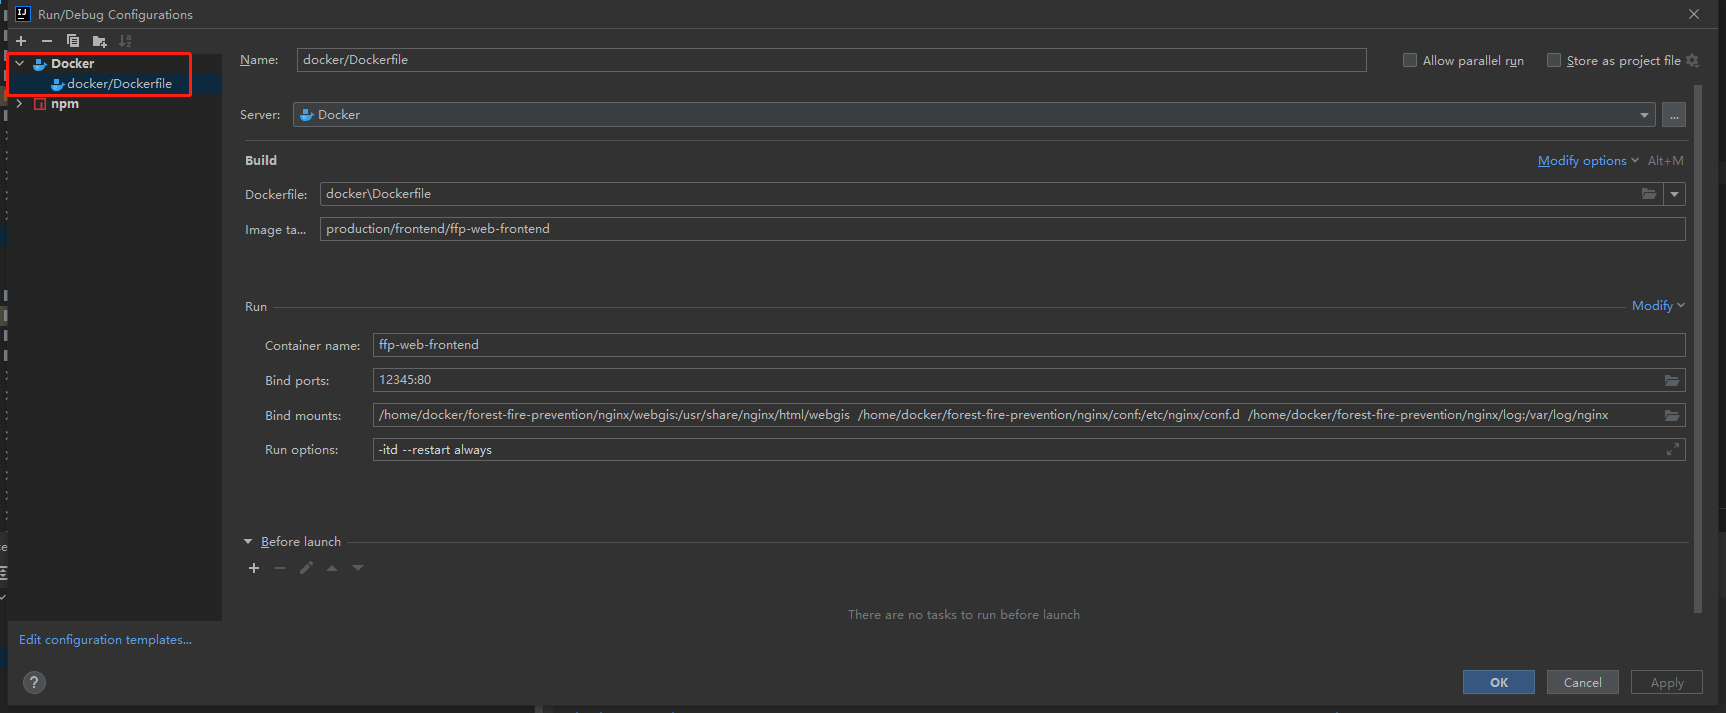 Run/Debug Configurations
Docker
docker/Dockerfile
npm
Name: docker/Dockerfile
Allow parallel run
Store as project file
Server: Docker
...
Build
Modify options Alt+M
Dockerfile: docker\Dockerfile
Image ta... production/frontend/ffp-web-frontend
Run
Modify
Container name: ffp-web-frontend
Bind ports: 12345:80
Bind mounts: /home/docker/forest-fire-prevention/nginx/webgis:/usr/share/nginx/html/webgis /home/docker/forest-fire-prevention/nginx/conf:/etc/nginx/conf.d /home/docker/forest-fire-prevention/nginx/log:/var/log/nginx
Run options: -itd --restart always
Before launch
There are no tasks to run before launch
Edit configuration templates...
?
OK
Cancel
Apply